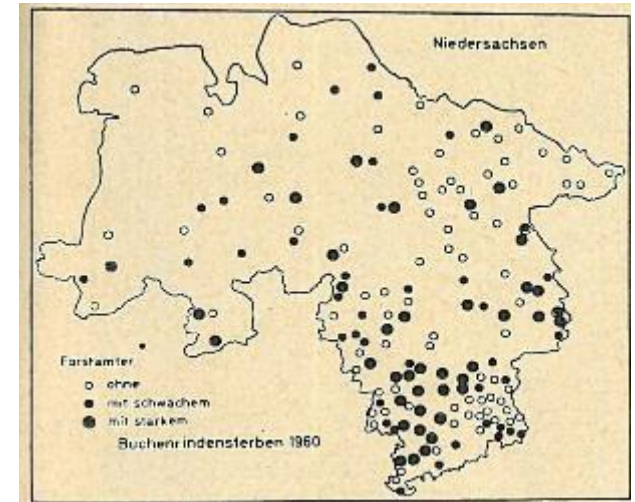 Niedersachsen
Forstämter
ohne
mit schwachem
mit starkem
Buchenrindensterben 1960